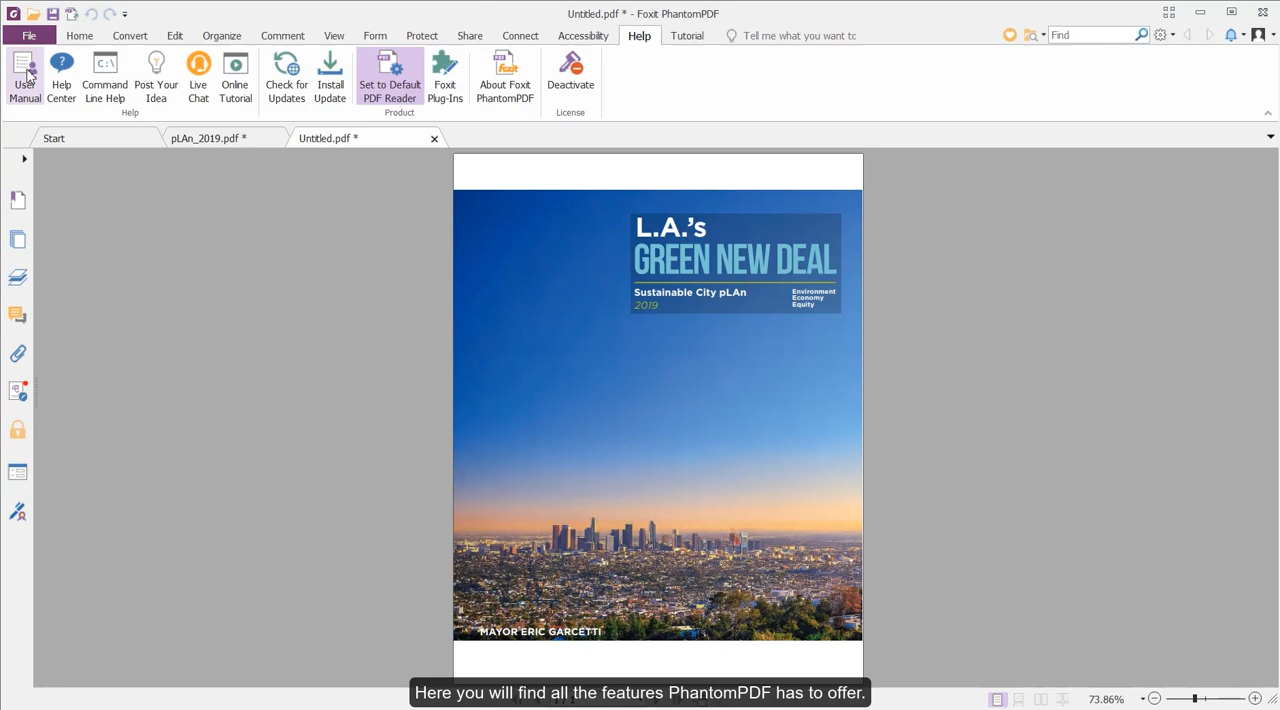 Untitled.pdf * - Foxit PhantomPDF
File Home Convert Edit Organize Comment View Form Protect Share Connect Accessibility Help Tutorial Tell me what you want tc Find
User Manual
Help Center
C:\
Command Line Help
Post Your Idea
Live Chat
Online Tutorial
Check for Updates
Install Update
Set to Default PDF Reader
Foxit Plug-Ins
About Foxit PhantomPDF
Deactivate
Help
Product
License
Start pLAn_2019.pdf * Untitled.pdf *
L.A.'s
GREEN NEW DEAL
Sustainable City pLAn
2019
Environment
Economy
Equity
MAYOR ERIC GARCETTI
Here you will find all the features PhantomPDF has to offer.
73.86%